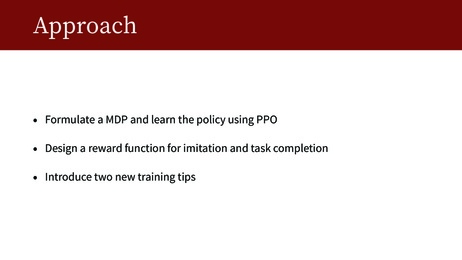 Approach
• Formulate a MDP and learn the policy using PPO
• Design a reward function for imitation and task completion
• Introduce two new training tips